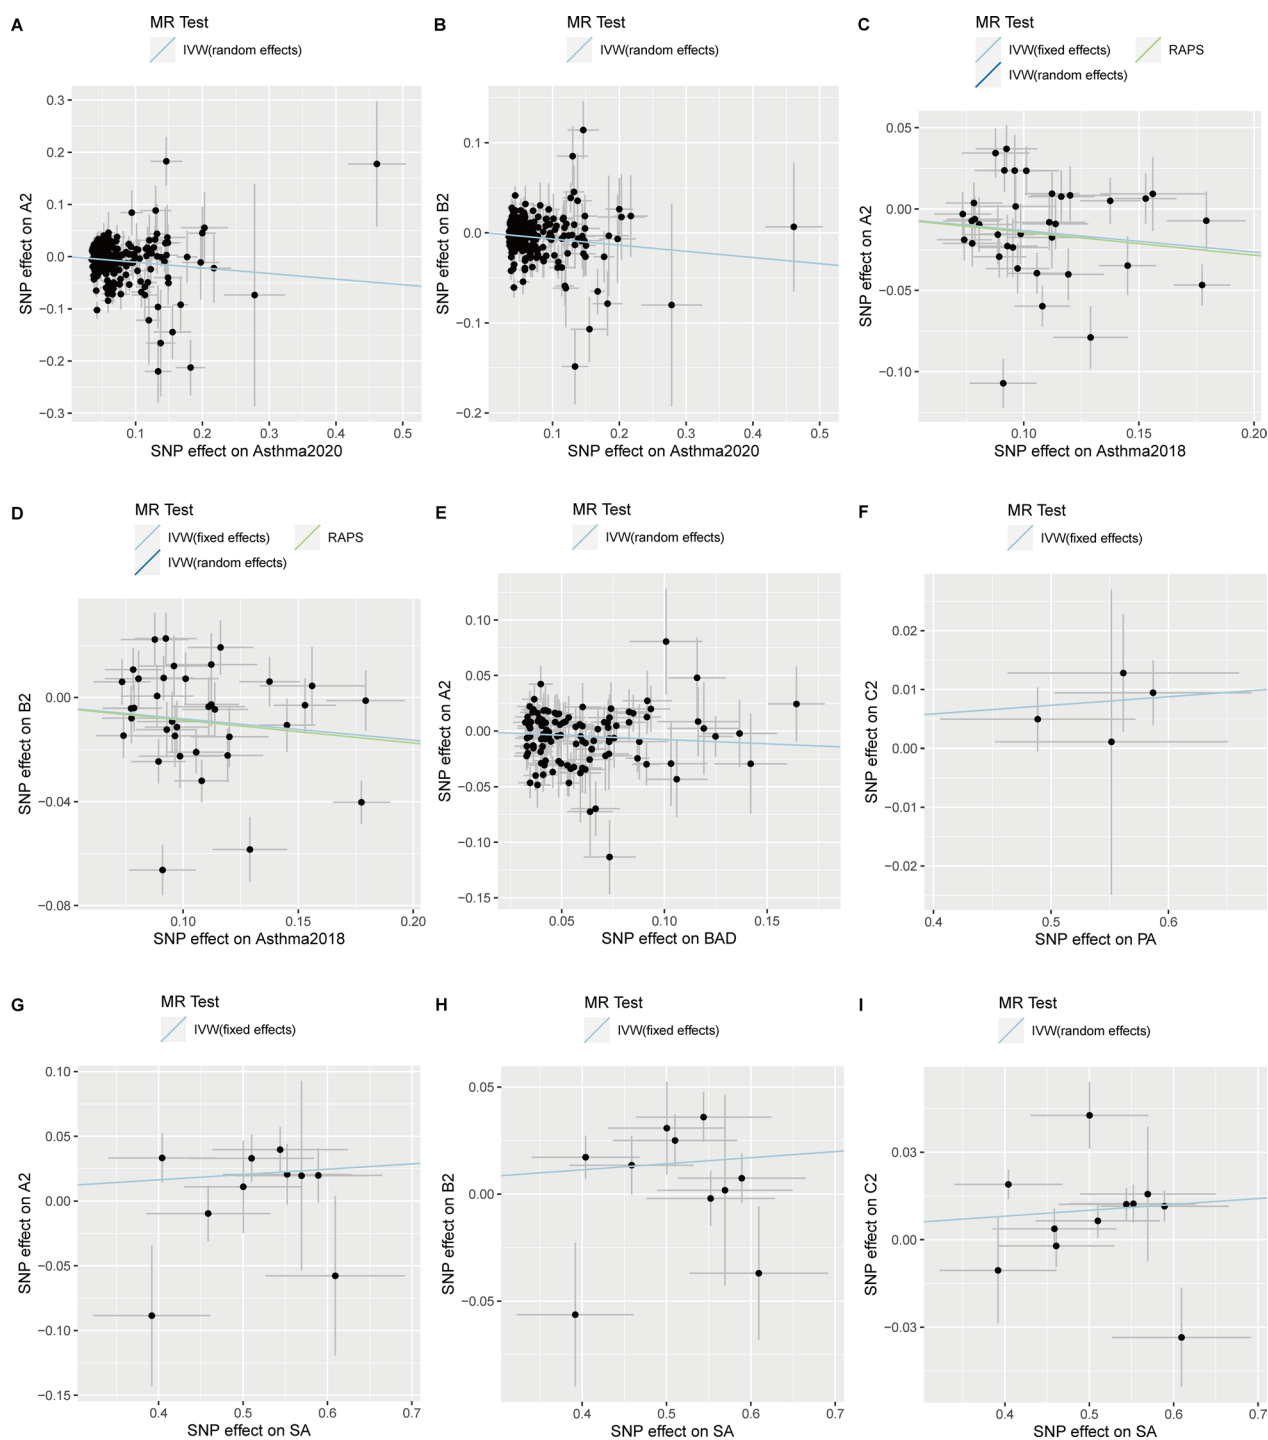 A
MR Test
IVW(random effects)
SNP effect on A2
0.3
0.2
0.1
0.0
−0.1
−0.2
−0.3
0.1 0.2 0.3 0.4 0.5
SNP effect on Asthma2020
B
MR Test
IVW(random effects)
SNP effect on B2
0.1
0.0
−0.1
−0.2
0.1 0.2 0.3 0.4 0.5
SNP effect on Asthma2020
C
MR Test
IVW(fixed effects) RAPS
IVW(random effects)
SNP effect on A2
0.05
0.00
−0.05
−0.10
0.10 0.15 0.20
SNP effect on Asthma2018
D
MR Test
IVW(fixed effects) RAPS
IVW(random effects)
SNP effect on B2
0.00
−0.04
−0.08
0.10 0.15 0.20
SNP effect on Asthma2018
E
MR Test
IVW(random effects)
SNP effect on A2
0.10
0.05
0.00
−0.05
−0.10
−0.15
0.05 0.10 0.15
SNP effect on BAD
F
MR Test
IVW(fixed effects)
SNP effect on C2
0.02
0.01
0.00
−0.01
−0.02
0.4 0.5 0.6
SNP effect on PA
G
MR Test
IVW(fixed effects)
SNP effect on A2
0.10
0.05
0.00
−0.05
−0.10
−0.15
0.4 0.5 0.6 0.7
SNP effect on SA
H
MR Test
IVW(fixed effects)
SNP effect on B2
0.05
0.00
−0.05
0.4 0.5 0.6 0.7
SNP effect on SA
I
MR Test
IVW(random effects)
SNP effect on C2
0.03
0.00
−0.03
0.4 0.5 0.6 0.7
SNP effect on SA